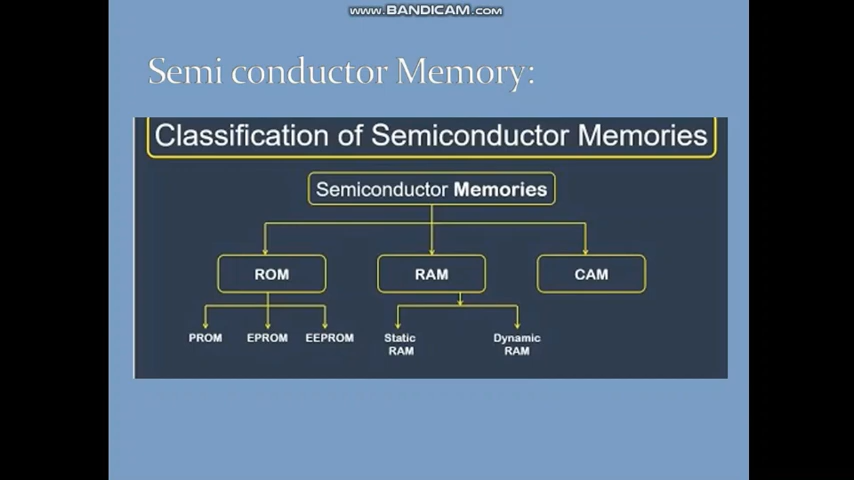 www.BANDICAM.com
Semi conductor Memory:
Classification of Semiconductor Memories
Semiconductor Memories
ROM
RAM
CAM
PROM
EPROM
EEPROM
Static
RAM
Dynamic
RAM